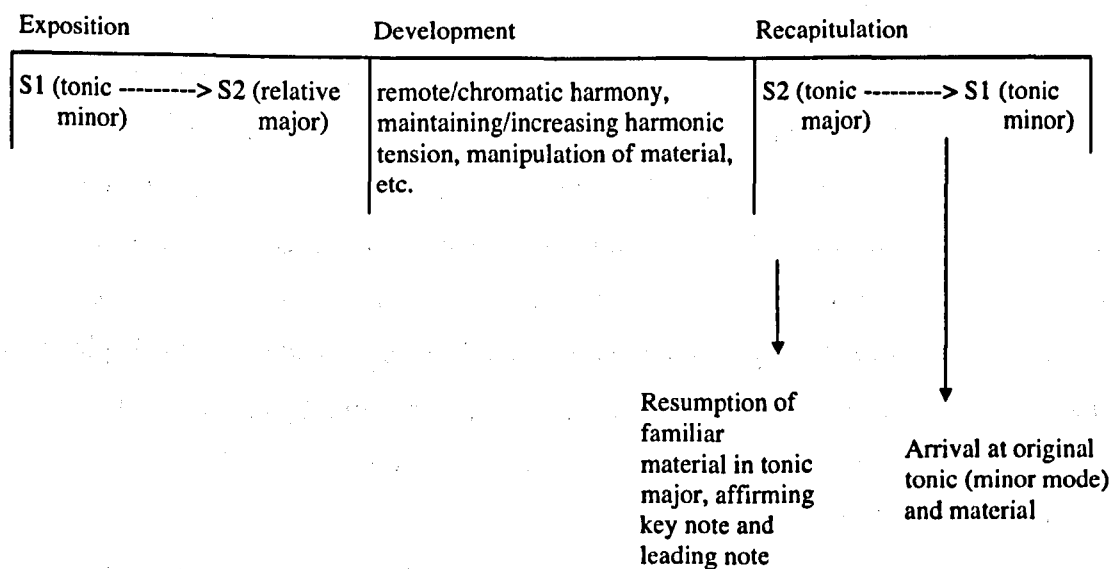 Exposition
Development
Recapitulation
S1 (tonic ---------> S2 (relative
minor) major)
remote/chromatic harmony,
maintaining/increasing harmonic
tension, manipulation of material,
etc.
S2 (tonic ---------> S1 (tonic
major) minor)
Resumption of
familiar
material in tonic
major, affirming
key note and
leading note
Arrival at original
tonic (minor mode)
and material